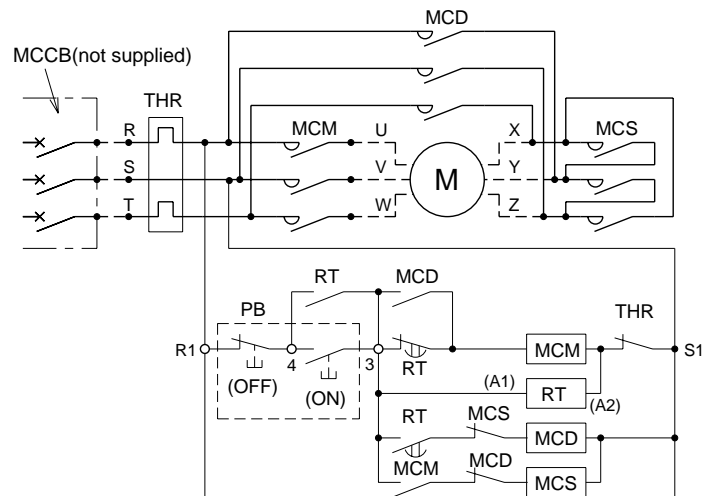 MCD
MCCB(not supplied)
THR
R MCM U X MCS
S V M Y
T W Z
RT MCD
PB THR
R1 4 3 RT MCM S1
(OFF) (ON) (A1) RT (A2)
RT MCS MCD
MCM MCD MCS